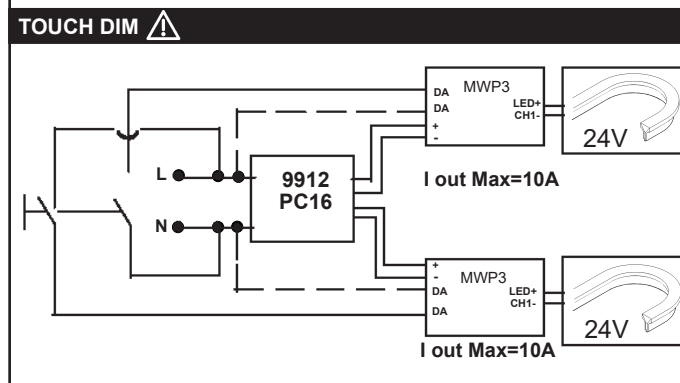 TOUCH DIM
DA MWP3
DA LED+
CH1-
+
-
24V
I out Max=10A
L
9912
PC16
N
+
-
MWP3
DA LED+
CH1-
DA
24V
I out Max=10A